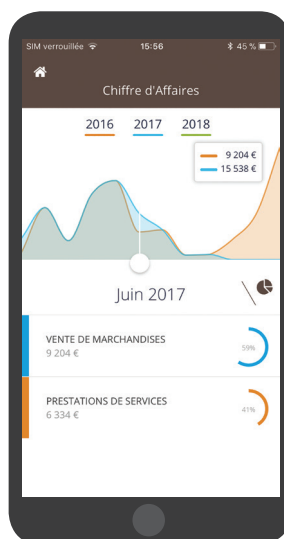 SIM verrouillée 15:56 45 %
Chiffre d'Affaires
2016 2017 2018
9 204 €
15 538 €
Juin 2017
VENTE DE MARCHANDISES
9 204 €
59%
PRESTATIONS DE SERVICES
6 334 €
41%